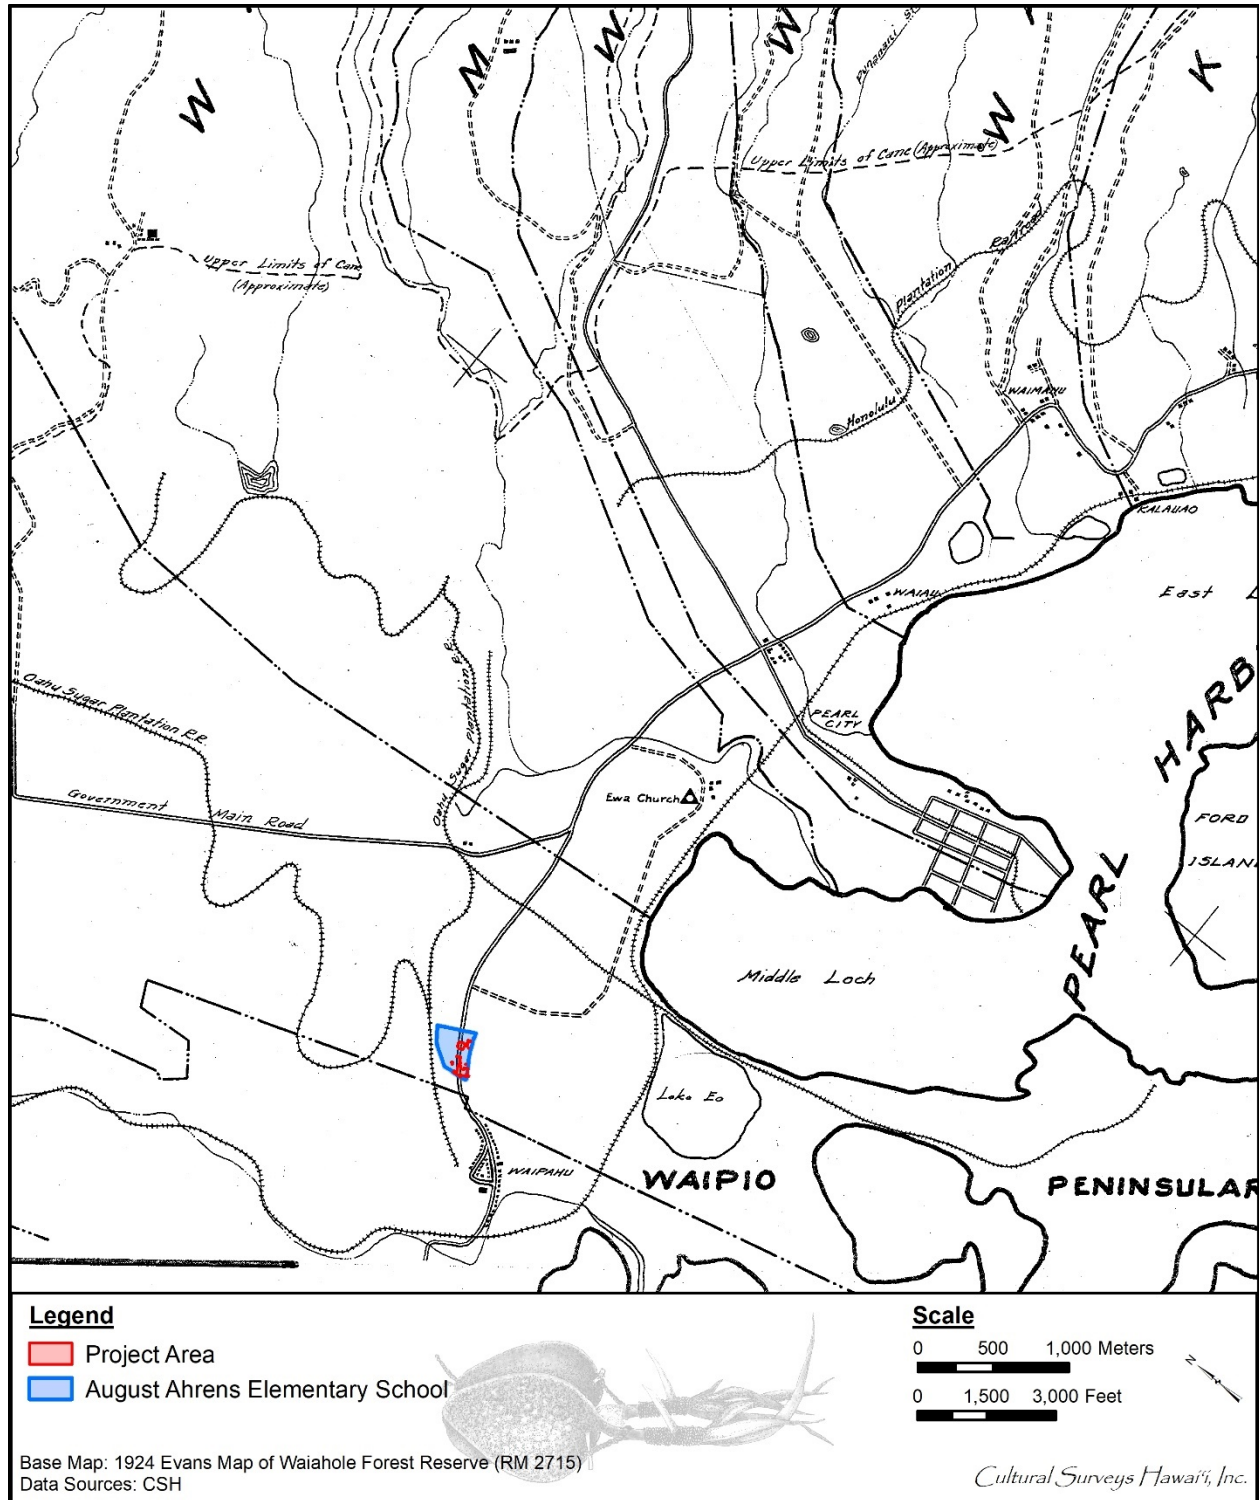 W
M
W
W
W
K
Punanani S
Upper Limits of Cane (Approximate)
Upper Limits of Cane
(Approximate)
Honolulu Plantation Railroad
WAIMALU
KALAUAO
WAIAU
East L
PEARL HARB
FORD
ISLAN
PEARL
CITY
Oahu Sugar Plantation R.R.
Oahu Sugar Plantation R.R.
Government Main Road
Ewa Church
Middle Loch
Loko Eo
WAIPAHU
WAIPIO PENINSULAR
Legend
Project Area
August Ahrens Elementary School
Scale
0 500 1,000 Meters
0 1,500 3,000 Feet
N
Base Map: 1924 Evans Map of Waiahole Forest Reserve (RM 2715)
Data Sources: CSH
Cultural Surveys Hawai‘i, Inc.